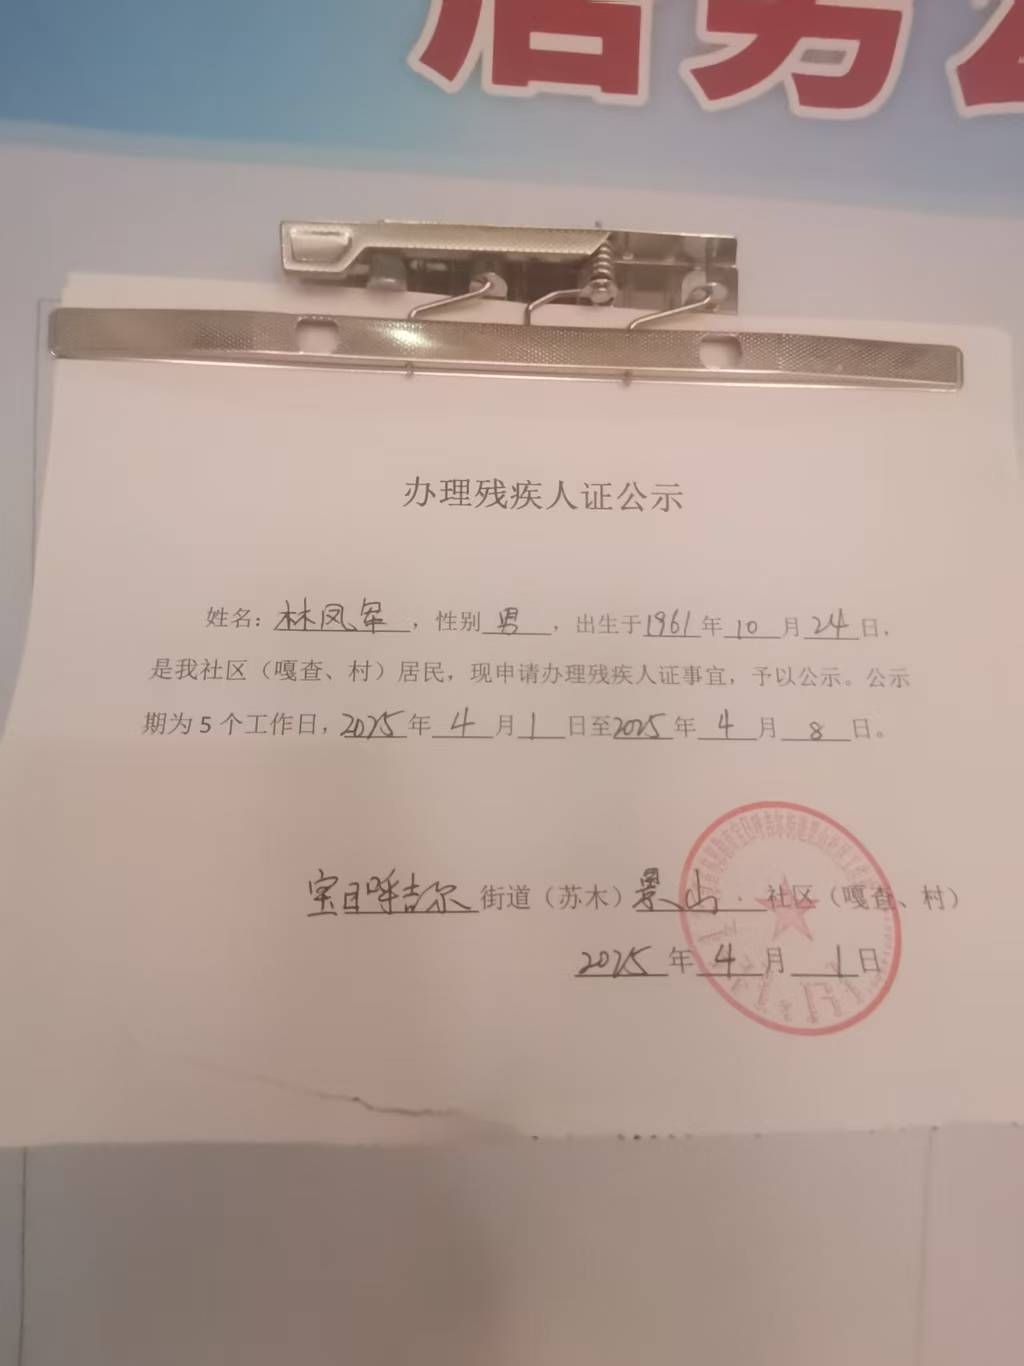 居务公
办理残疾人证公示
姓名：林凤军，性别男，出生于1961年10月24日，
是我社区（嘎查、村）居民，现申请办理残疾人证事宜，予以公示。公示
期为5个工作日，2025年4月1日至2025年4月8日。
宝日呼吉尔街道（苏木）景山社区（嘎查、村）
2025年4月1日